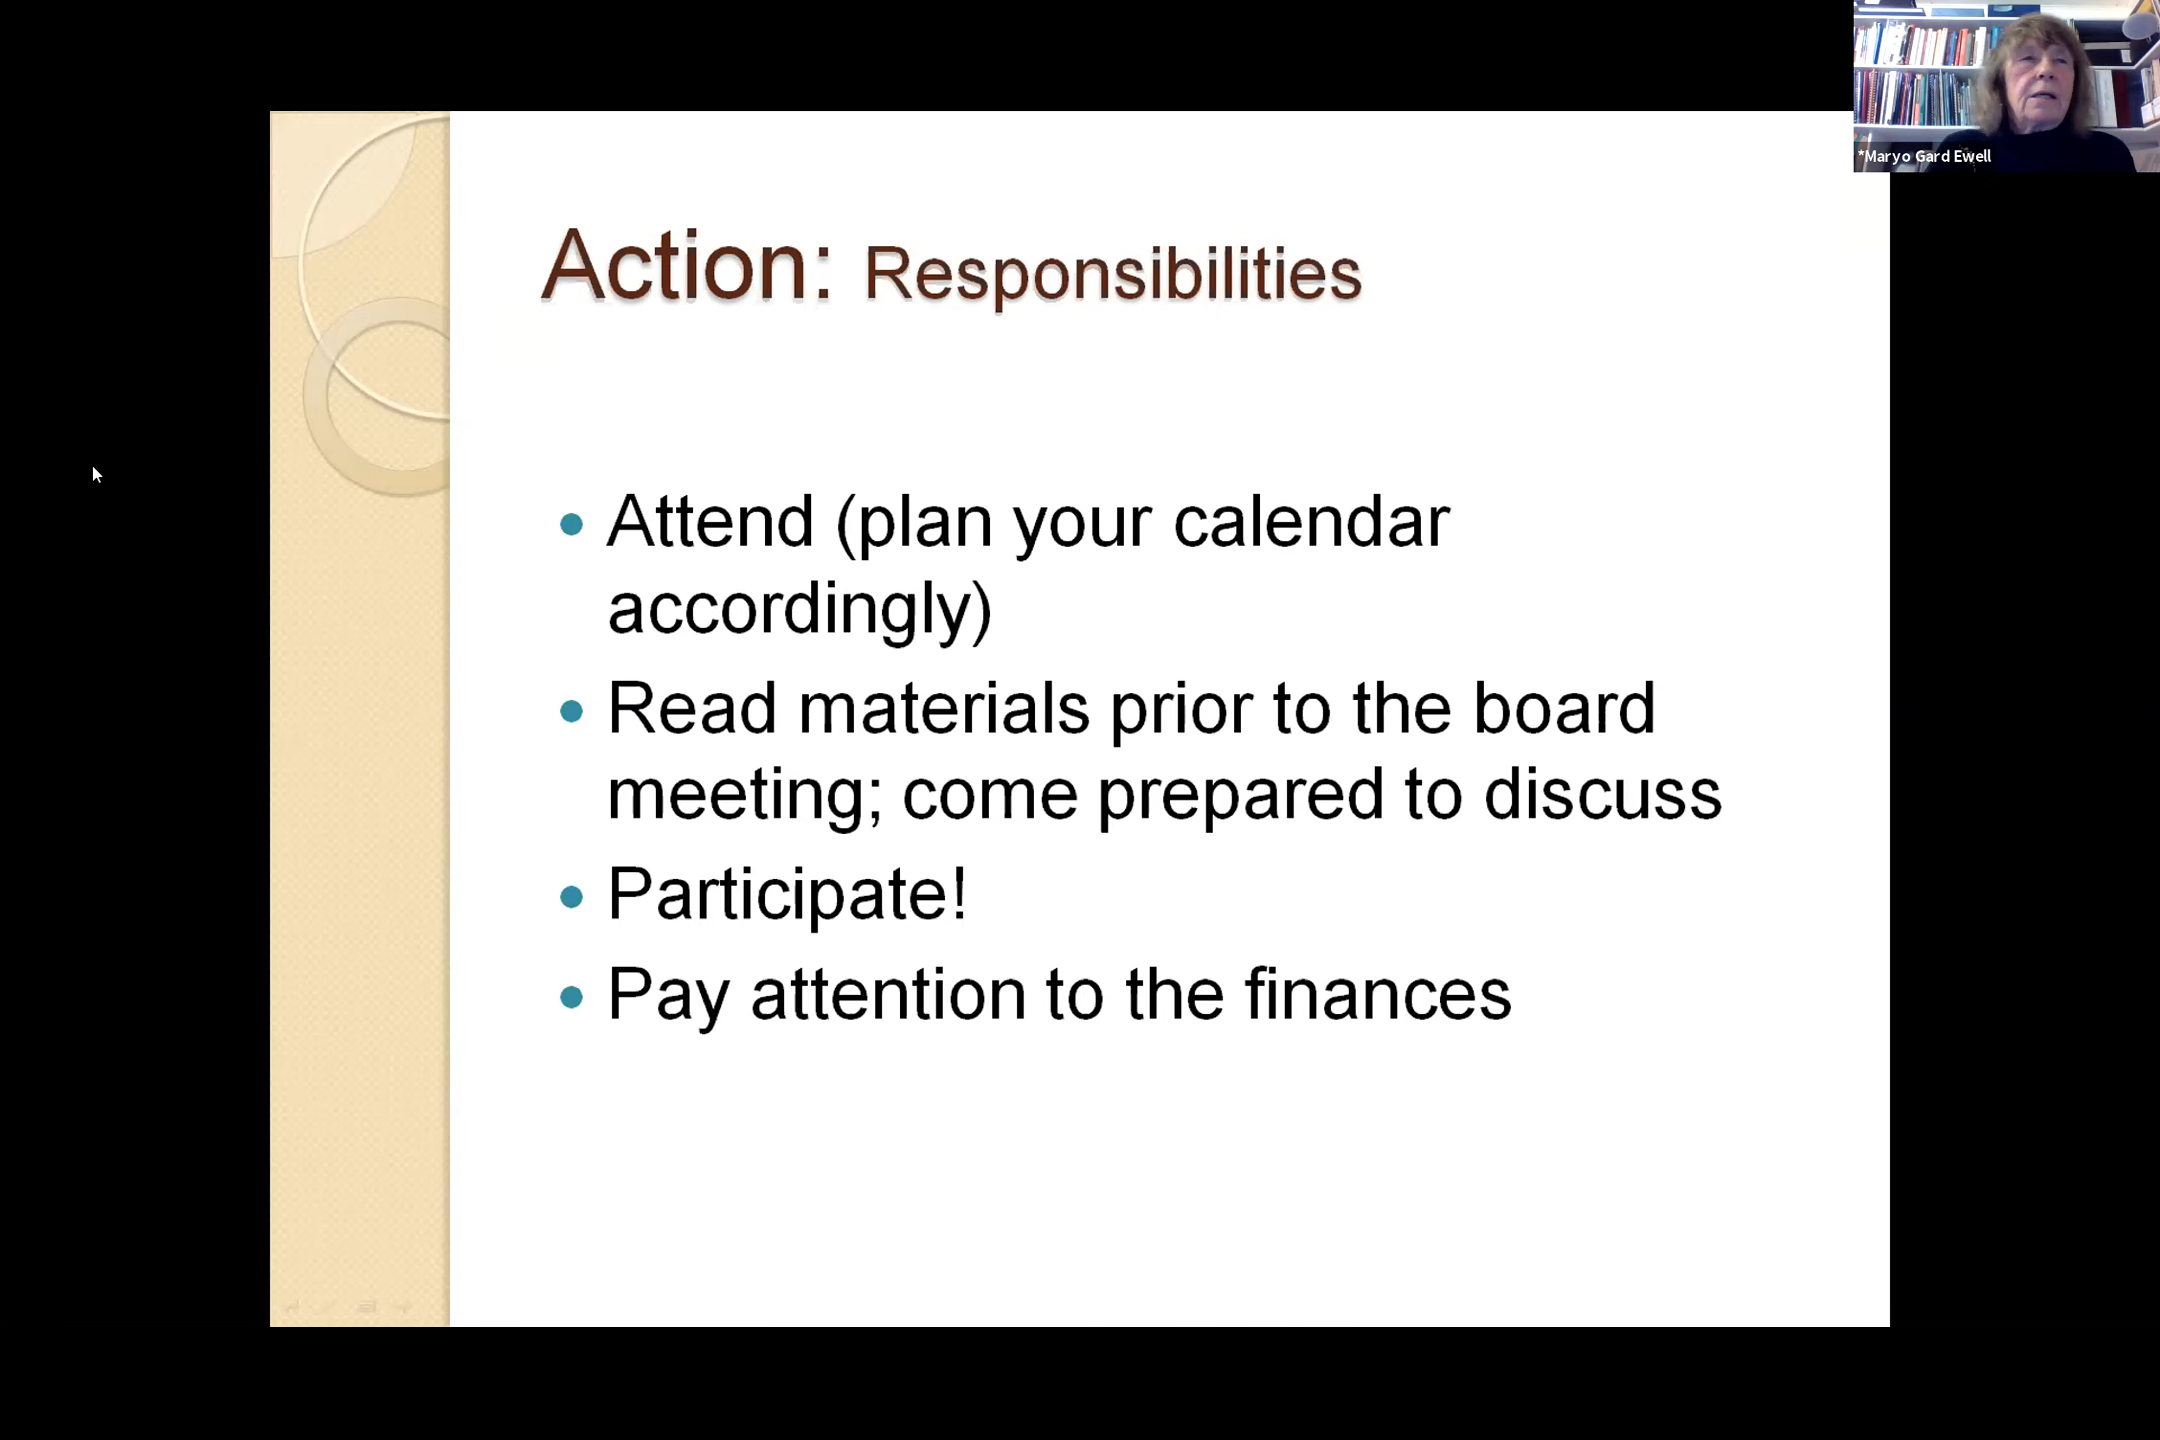 *Maryo Gard Ewell
Action: Responsibilities
• Attend (plan your calendar
accordingly)
• Read materials prior to the board
meeting; come prepared to discuss
• Participate!
• Pay attention to the finances